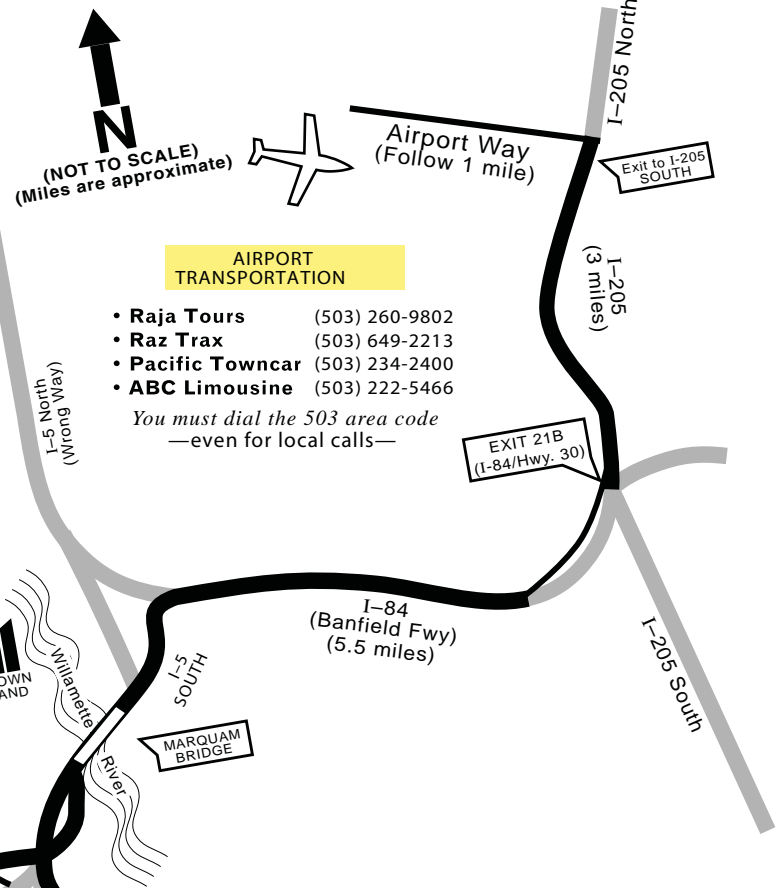 I–205 North
N
(NOT TO SCALE)
(Miles are approximate)
Airport Way
(Follow 1 mile)
Exit to I-205
SOUTH
I–205
(3 miles)
AIRPORT
TRANSPORTATION
• Raja Tours (503) 260-9802
• Raz Trax (503) 649-2213
• Pacific Towncar (503) 234-2400
• ABC Limousine (503) 222-5466
You must dial the 503 area code
—even for local calls—
I–5 North
(Wrong Way)
EXIT 21B
(I-84/Hwy. 30)
I–84
(Banfield Fwy)
(5.5 miles)
I–205 South
I–5
SOUTH
OWN
AND
Willamette
River
MARQUAM
BRIDGE